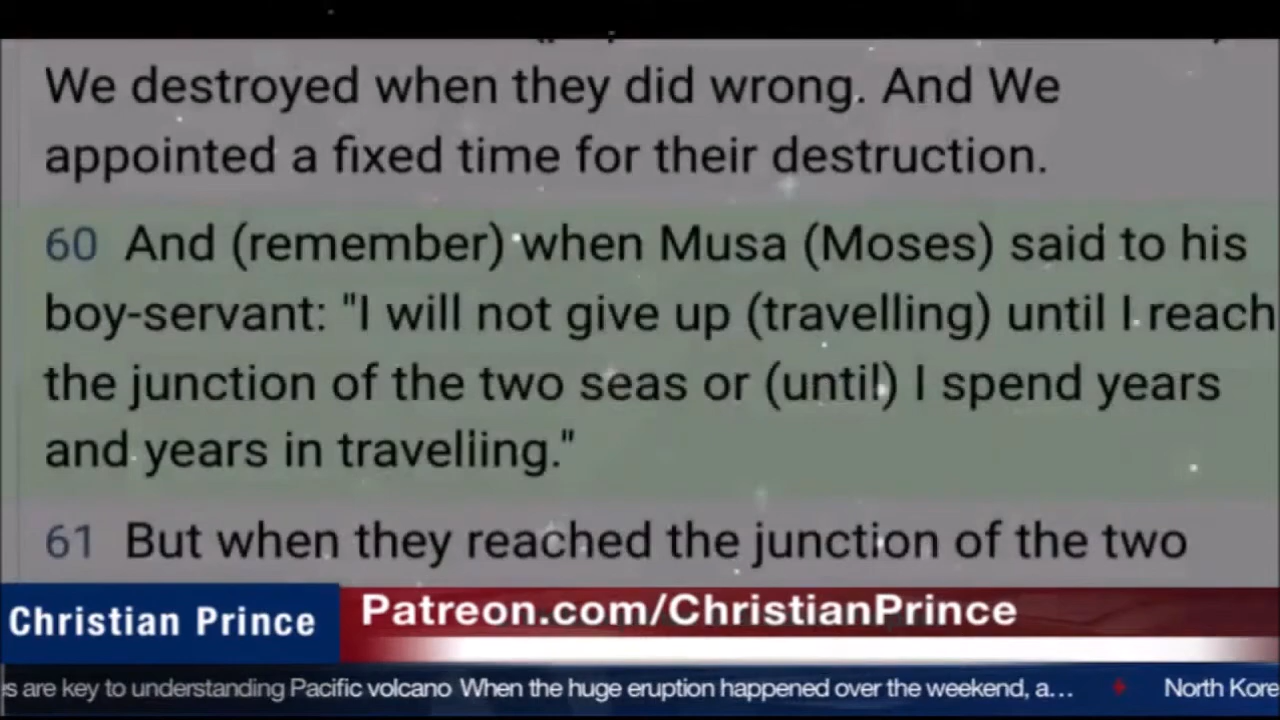 We destroyed when they did wrong. And We
appointed a fixed time for their destruction.
60 And (remember) when Musa (Moses) said to his
boy-servant: "I will not give up (travelling) until I reach
the junction of the two seas or (until) I spend years
and years in travelling."
61 But when they reached the junction of the two
Christian Prince
Patreon.com/ChristianPrince
s are key to understanding Pacific volcano When the huge eruption happened over the weekend, a... North Kore